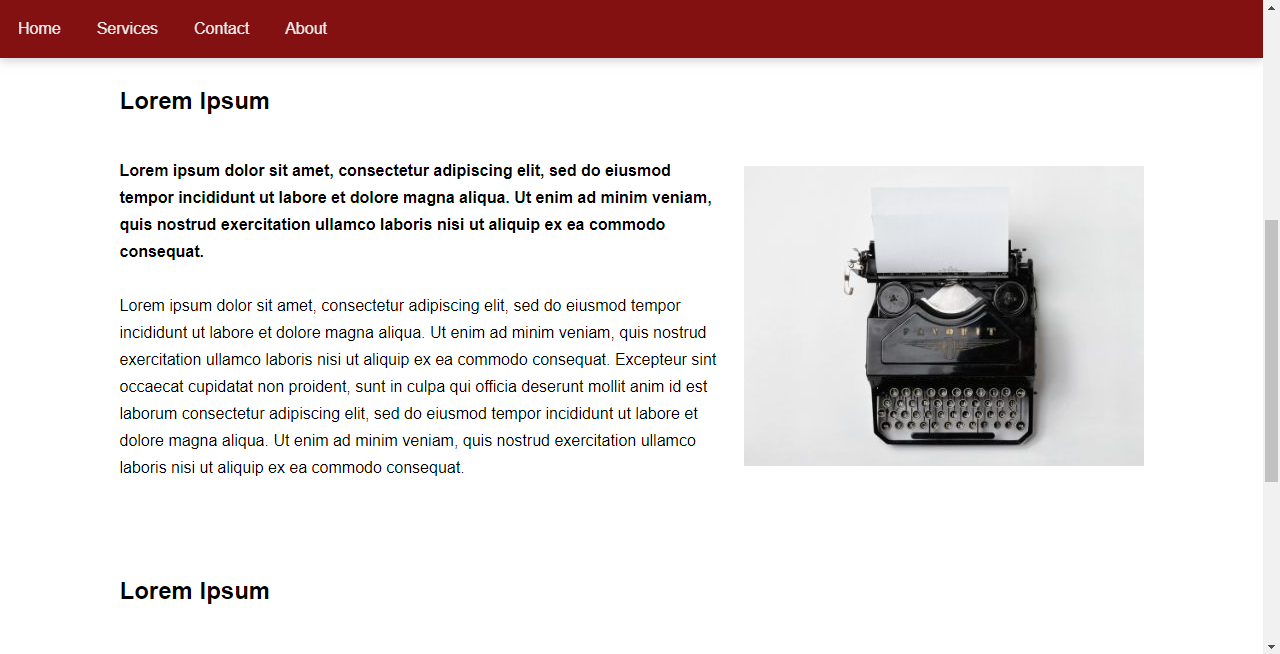 Home Services Contact About
Lorem Ipsum
Lorem ipsum dolor sit amet, consectetur adipiscing elit, sed do eiusmod
tempor incididunt ut labore et dolore magna aliqua. Ut enim ad minim veniam,
quis nostrud exercitation ullamco laboris nisi ut aliquip ex ea commodo
consequat.
Lorem ipsum dolor sit amet, consectetur adipiscing elit, sed do eiusmod tempor
incididunt ut labore et dolore magna aliqua. Ut enim ad minim veniam, quis nostrud
exercitation ullamco laboris nisi ut aliquip ex ea commodo consequat. Excepteur sint
occaecat cupidatat non proident, sunt in culpa qui officia deserunt mollit anim id est
laborum consectetur adipiscing elit, sed do eiusmod tempor incididunt ut labore et
dolore magna aliqua. Ut enim ad minim veniam, quis nostrud exercitation ullamco
laboris nisi ut aliquip ex ea commodo consequat.
FAVORIT
Lorem Ipsum